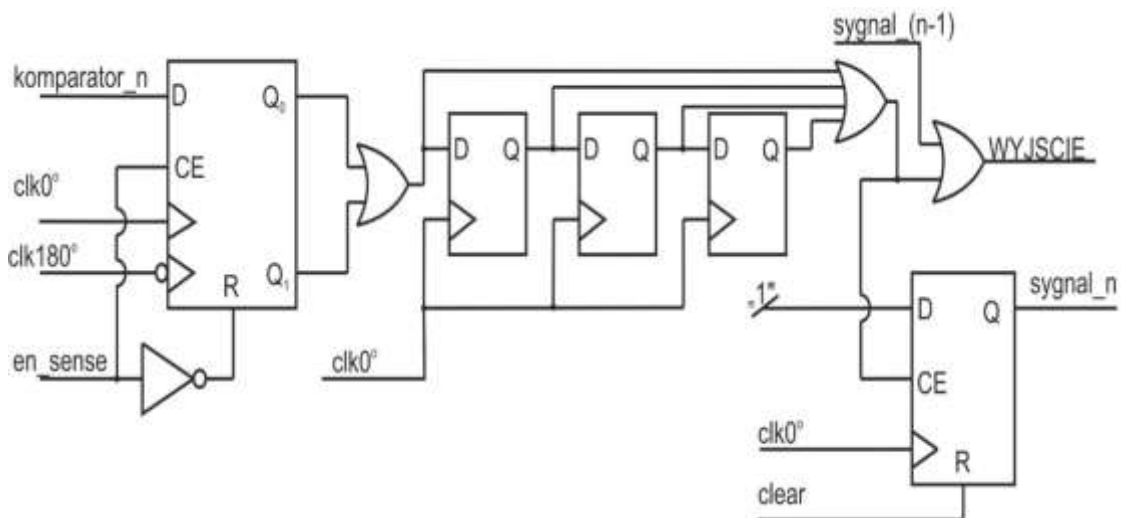 sygnal_(n-1)
komparator_n
D
Q₀
CE
clk0°
clk180°
Q₁
R
en_sense
D
Q
D
Q
D
Q
clk0°
WYJSCIE
„1"
D
Q
sygnal_n
CE
clk0°
R
clear